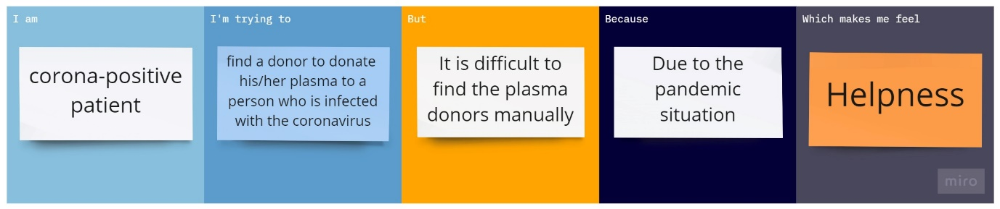 I am
corona-positive
patient
I'm trying to
find a donor to donate
his/her plasma to a
person who is infected
with the coronavirus
But
It is difficult to
find the plasma
donors manually
Because
Due to the
pandemic
situation
Which makes me feel
Helpness
miro